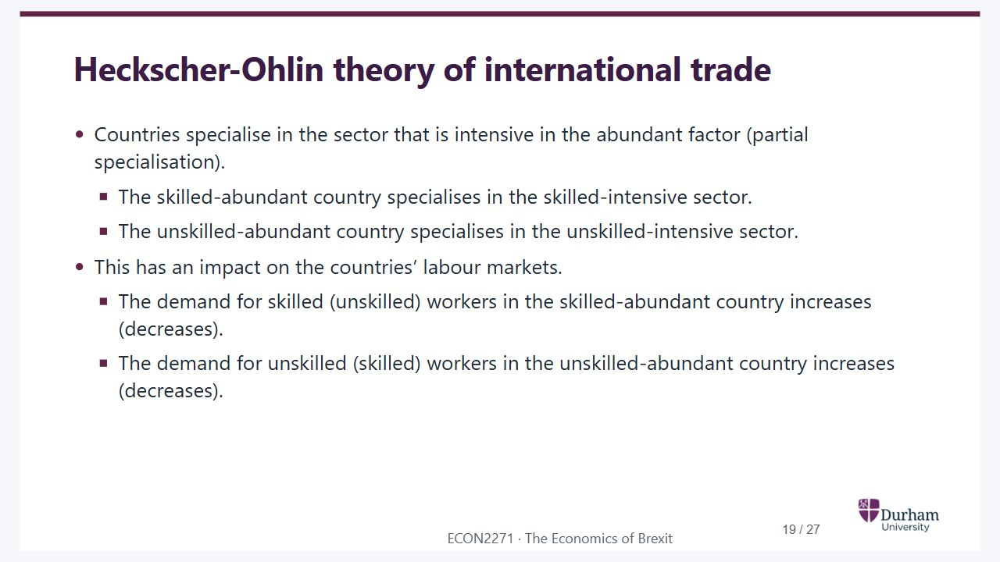 Heckscher-Ohlin theory of international trade
• Countries specialise in the sector that is intensive in the abundant factor (partial
specialisation).
▪ The skilled-abundant country specialises in the skilled-intensive sector.
▪ The unskilled-abundant country specialises in the unskilled-intensive sector.
• This has an impact on the countries’ labour markets.
▪ The demand for skilled (unskilled) workers in the skilled-abundant country increases
(decreases).
▪ The demand for unskilled (skilled) workers in the unskilled-abundant country increases
(decreases).
ECON2271 · The Economics of Brexit
19 / 27
Durham
University